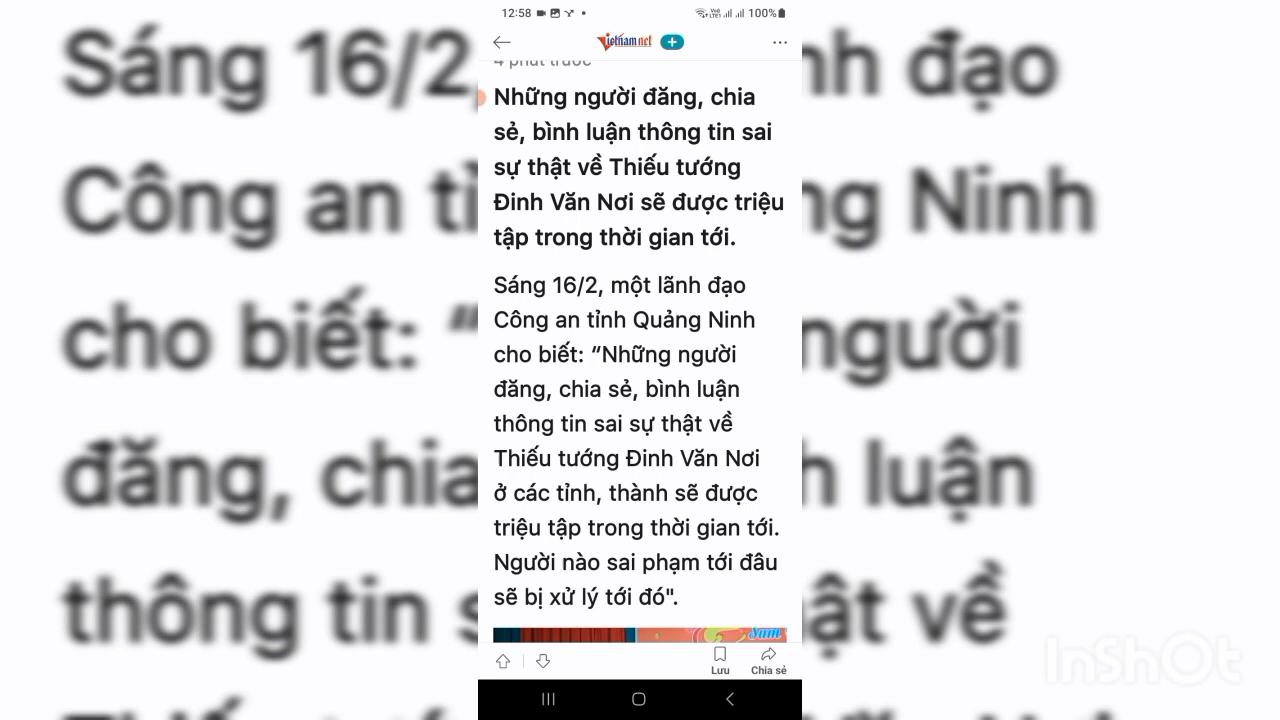 12:58
100%
Vietnamnet
4 phút trước
Những người đăng, chia
sẻ, bình luận thông tin sai
sự thật về Thiếu tướng
Đinh Văn Nơi sẽ được triệu
tập trong thời gian tới.
Sáng 16/2, một lãnh đạo
Công an tỉnh Quảng Ninh
cho biết: “Những người
đăng, chia sẻ, bình luận
thông tin sai sự thật về
Thiếu tướng Đinh Văn Nơi
ở các tỉnh, thành sẽ được
triệu tập trong thời gian tới.
Người nào sai phạm tới đâu
sẽ bị xử lý tới đó".
Lưu
Chia sẻ
InShOt